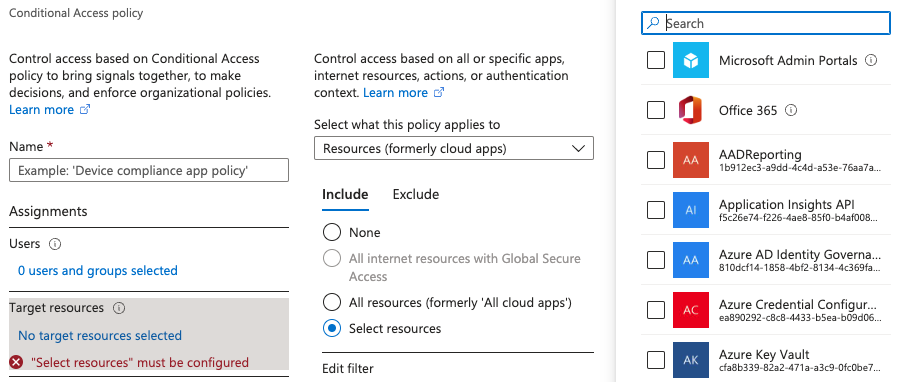 Conditional Access policy
Control access based on Conditional Access
policy to bring signals together, to make
decisions, and enforce organizational policies.
Learn more
Name *
Example: 'Device compliance app policy'
Assignments
Users
0 users and groups selected
Target resources
No target resources selected
"Select resources" must be configured
Control access based on all or specific apps,
internet resources, actions, or authentication
context. Learn more
Select what this policy applies to
Resources (formerly cloud apps)
Include Exclude
None
All internet resources with Global Secure
Access
All resources (formerly 'All cloud apps')
Select resources
Edit filter
Search
Microsoft Admin Portals
Office 365
AA
AADReporting
1b912ec3-a9dd-4c4d-a53e-76aa7a...
AI
Application Insights API
f5c26e74-f226-4ae8-85f0-b4af008...
AA
Azure AD Identity Governa...
810dcf14-1858-4bf2-8134-4c369fa...
AC
Azure Credential Configur...
ea890292-c8c8-4433-b5ea-b09d06...
AK
Azure Key Vault
cfa8b339-82a2-471a-a3c9-0fc0be7...